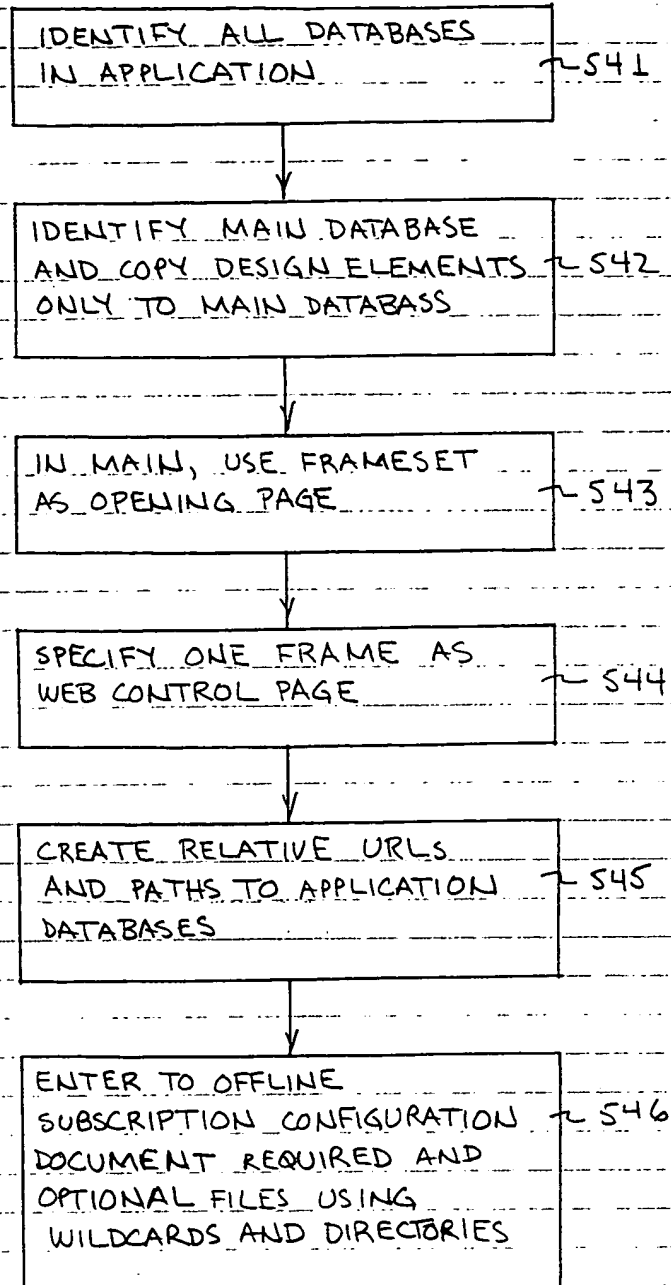 IDENTIFY ALL DATABASES
IN APPLICATION
541
IDENTIFY MAIN DATABASE
AND COPY DESIGN ELEMENTS
ONLY TO MAIN DATABASS
542
IN MAIN, USE FRAMESET
AS OPENING PAGE
543
SPECIFY ONE FRAME AS
WEB CONTROL PAGE
544
CREATE RELATIVE URLs
AND PATHS TO APPLICATION
DATABASES
545
ENTER TO OFFLINE
SUBSCRIPTION CONFIGURATION
DOCUMENT REQUIRED AND
OPTIONAL FILES USING
WILDCARDS AND DIRECTORIES
546